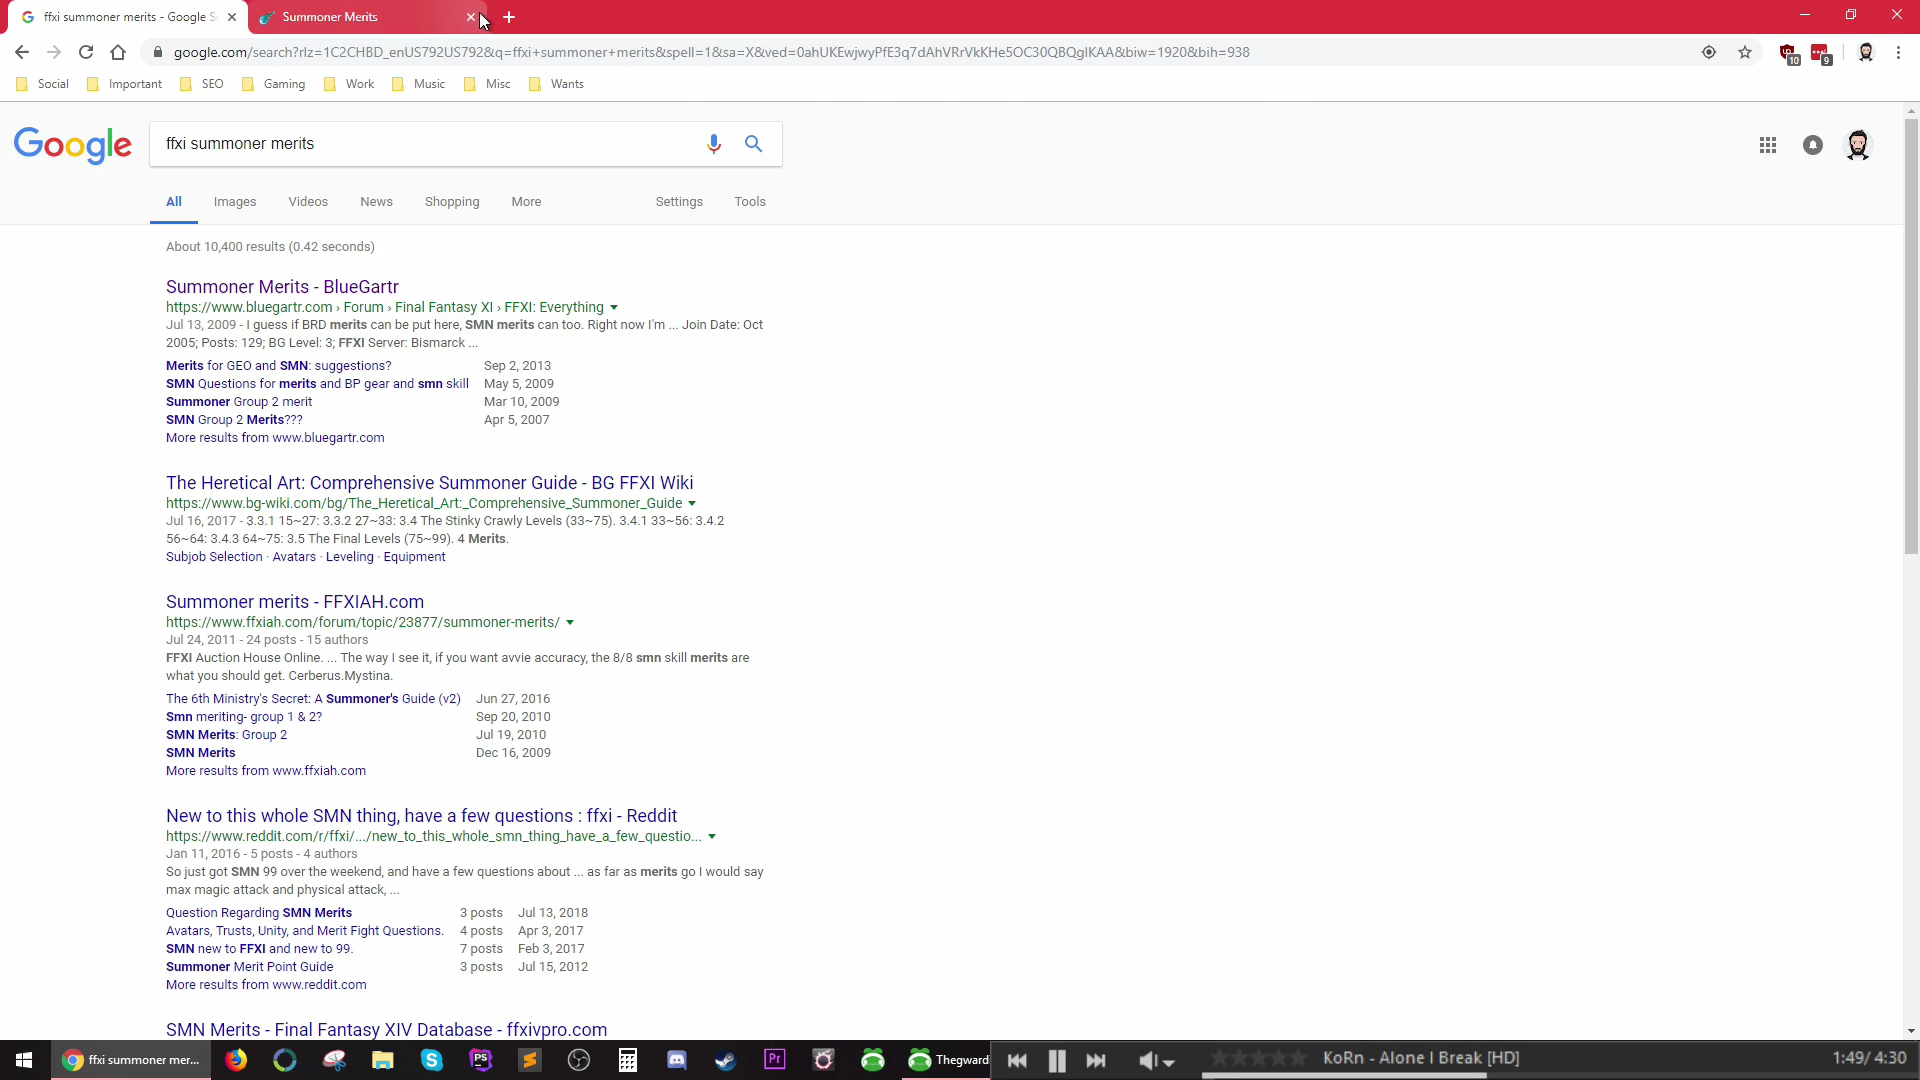 ffxi summoner merits - Google S
Summoner Merits
google.com/search?rlz=1C2CHBD_enUS792US792&q=ffxi+summoner+merits&spell=1&sa=X&ved=0ahUKEwjwyPfE3q7dAhVRrVkKHe5OC30QBQglKAA&biw=1920&bih=938
10
9
Social
Important
SEO
Gaming
Work
Music
Misc
Wants
Google
ffxi summoner merits
All
Images
Videos
News
Shopping
More
Settings
Tools
About 10,400 results (0.42 seconds)
Summoner Merits - BlueGartr
https://www.bluegartr.com › Forum › Final Fantasy XI › FFXI: Everything
Jul 13, 2009 - I guess if BRD merits can be put here, SMN merits can too. Right now I'm ... Join Date: Oct
2005; Posts: 129; BG Level: 3; FFXI Server: Bismarck ...
Merits for GEO and SMN: suggestions? Sep 2, 2013
SMN Questions for merits and BP gear and smn skill May 5, 2009
Summoner Group 2 merit Mar 10, 2009
SMN Group 2 Merits??? Apr 5, 2007
More results from www.bluegartr.com
The Heretical Art: Comprehensive Summoner Guide - BG FFXI Wiki
https://www.bg-wiki.com/bg/The_Heretical_Art:_Comprehensive_Summoner_Guide
Jul 16, 2017 - 3.3.1 15~27: 3.3.2 27~33: 3.4 The Stinky Crawly Levels (33~75). 3.4.1 33~56: 3.4.2
56~64: 3.4.3 64~75: 3.5 The Final Levels (75~99). 4 Merits.
Subjob Selection · Avatars · Leveling · Equipment
Summoner merits - FFXIAH.com
https://www.ffxiah.com/forum/topic/23877/summoner-merits/
Jul 24, 2011 - 24 posts - 15 authors
FFXI Auction House Online. ... The way I see it, if you want avvie accuracy, the 8/8 smn skill merits are
what you should get. Cerberus.Mystina.
The 6th Ministry's Secret: A Summoner's Guide (v2) Jun 27, 2016
Smn meriting- group 1 & 2? Sep 20, 2010
SMN Merits: Group 2 Jul 19, 2010
SMN Merits Dec 16, 2009
More results from www.ffxiah.com
New to this whole SMN thing, have a few questions : ffxi - Reddit
https://www.reddit.com/r/ffxi/.../new_to_this_whole_smn_thing_have_a_few_questio...
Jan 11, 2016 - 5 posts - 4 authors
So just got SMN 99 over the weekend, and have a few questions about ... as far as merits go I would say
max magic attack and physical attack, ...
Question Regarding SMN Merits 3 posts Jul 13, 2018
Avatars, Trusts, Unity, and Merit Fight Questions. 4 posts Apr 3, 2017
SMN new to FFXI and new to 99. 7 posts Feb 3, 2017
Summoner Merit Point Guide 3 posts Jul 15, 2012
More results from www.reddit.com
SMN Merits - Final Fantasy XIV Database - ffxivpro.com
ffxi summoner mer...
PS
Pr
Thegward
KoRn - Alone I Break [HD]
1:49/ 4:30